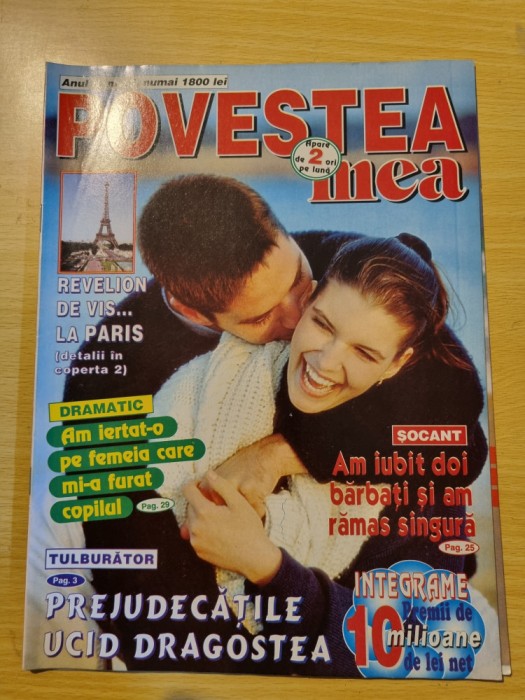 Anul
numai 1800 lei
POVESTEA
mea
Apare
de 2 ori
pe lună
REVELION
DE VIS...
LA PARIS
(detalii în
coperta 2)
DRAMATIC
Am iertat-o
pe femeia care
mi-a furat
copilul
Pag. 29
ȘOCANT
Am iubit doi
bărbați și am
rămas singură
Pag. 25
TULBURĂTOR
Pag. 3
PREJUDECĂȚILE
UCID DRAGOSTEA
INTEGRAME
Premii de
10 milioane
de lei net